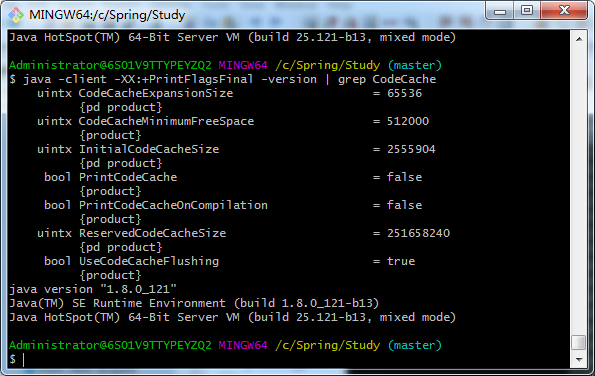 MINGW64:/c/Spring/Study
Java HotSpot(TM) 64-Bit Server VM (build 25.121-b13, mixed mode)
Administrator@6SO1V9TTYPEYZQ2 MINGW64 /c/Spring/Study (master)
$ java -client -XX:+PrintFlagsFinal -version | grep CodeCache
uintx CodeCacheExpansionSize = 65536
{pd product}
uintx CodeCacheMinimumFreeSpace = 512000
{product}
uintx InitialCodeCacheSize = 2555904
{pd product}
bool PrintCodeCache = false
{product}
bool PrintCodeCacheOnCompilation = false
{product}
uintx ReservedCodeCacheSize = 251658240
{pd product}
bool UseCodeCacheFlushing = true
{product}
java version "1.8.0_121"
Java(TM) SE Runtime Environment (build 1.8.0_121-b13)
Java HotSpot(TM) 64-Bit Server VM (build 25.121-b13, mixed mode)
Administrator@6SO1V9TTYPEYZQ2 MINGW64 /c/Spring/Study (master)
$